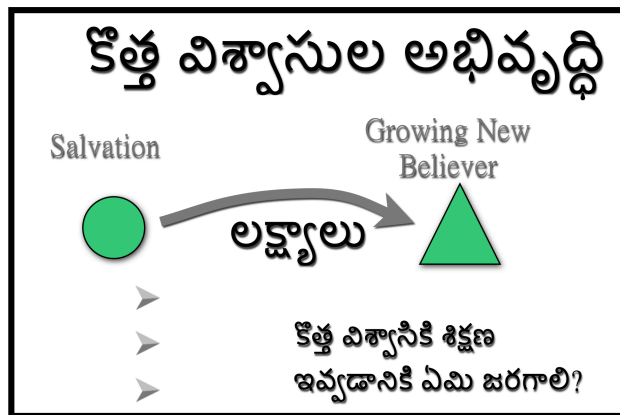 కొత్త విశ్వాసుల అభివృద్ధి
Salvation
Growing New
Believer
లక్ష్యాలు
కొత్త విశ్వాసికి శిక్షణ
ఇవ్వడానికి ఏమి జరగాలి?